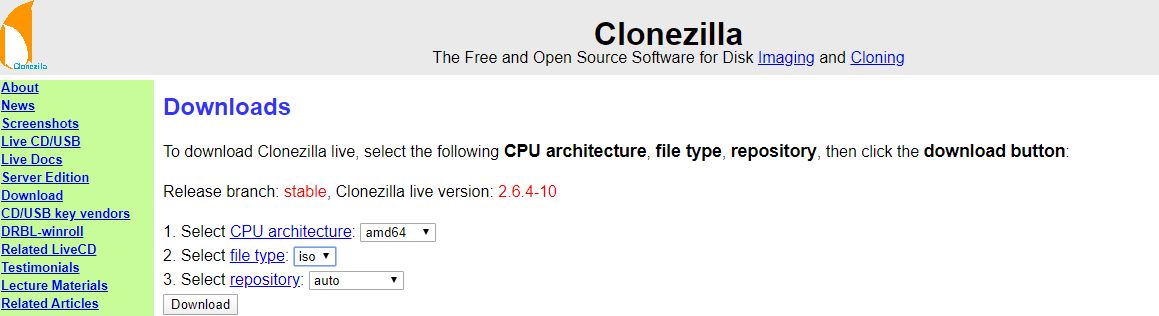 Clonezilla
Clonezilla
The Free and Open Source Software for Disk Imaging and Cloning
About
News
Screenshots
Live CD/USB
Live Docs
Server Edition
Download
CD/USB key vendors
DRBL-winroll
Related LiveCD
Testimonials
Lecture Materials
Related Articles
Downloads
To download Clonezilla live, select the following CPU architecture, file type, repository, then click the download button:
Release branch: stable, Clonezilla live version: 2.6.4-10
1. Select CPU architecture: amd64
2. Select file type: iso
3. Select repository: auto
Download